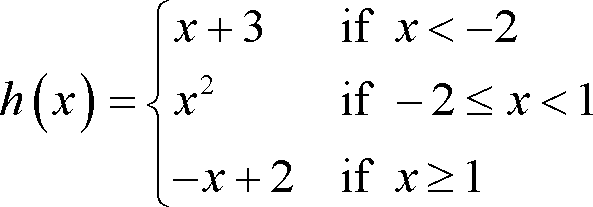 x + 3 if x < −2
h(x) = { x² if −2 ≤ x < 1
−x + 2 if x ≥ 1